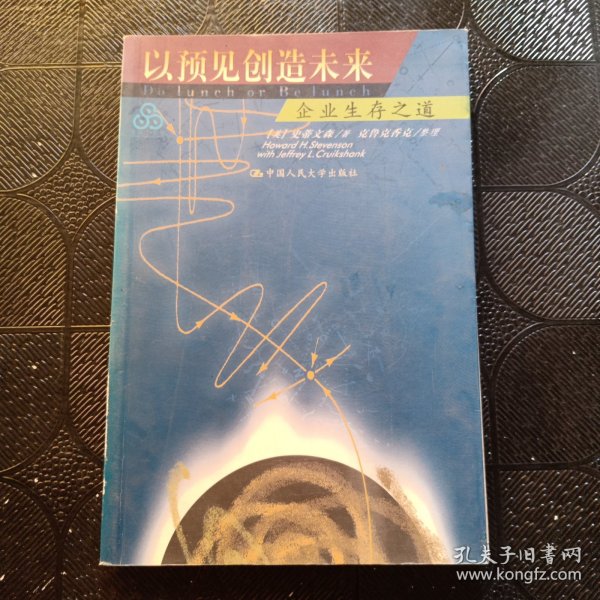 以预见创造未来
Do lunch or Be lunch
企业生存之道
[美]史蒂文森/著 克鲁克香克/整理
Howard H. Stevenson
with Jeffrey L. Cruikshank
中国人民大学出版社
孔夫子旧书网
www.kongfz.com